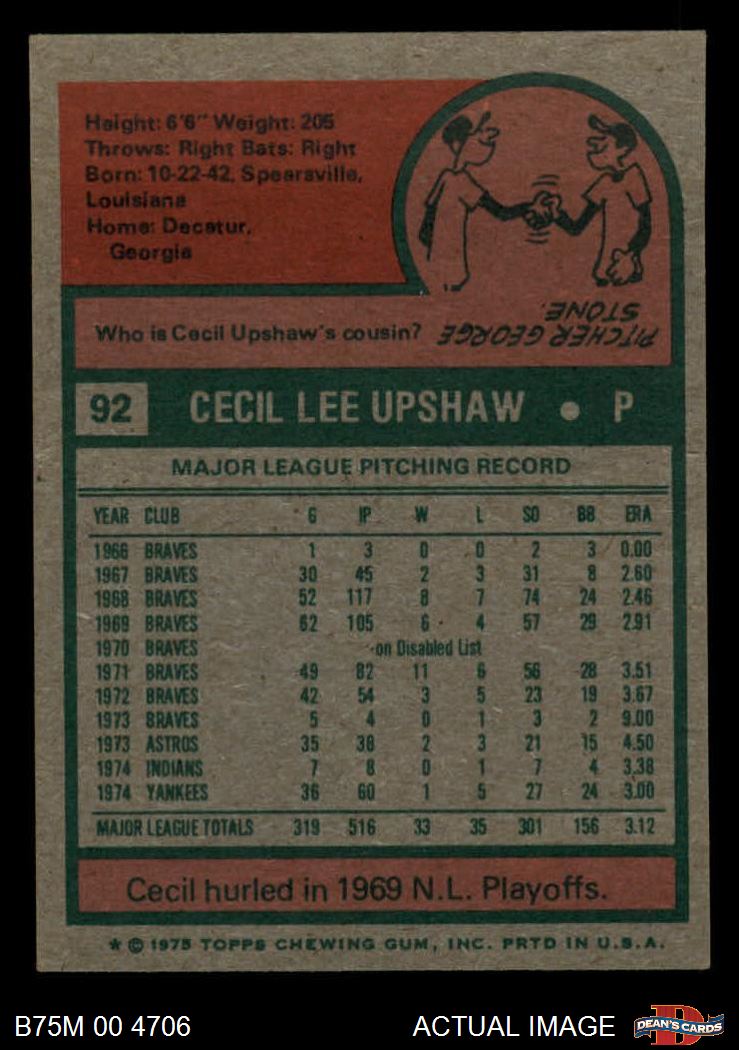 Height: 6'6" Weight: 205
Throws: Right Bats: Right
Born: 10-22-42, Spearsville,
Louisiana
Home: Decatur,
Georgia
Who is Cecil Upshaw's cousin?
PITCHER GEORGE
STONE.
92 CECIL LEE UPSHAW • P
MAJOR LEAGUE PITCHING RECORD
YEAR CLUB G IP W L SO BB ERA
1966 BRAVES 1 3 0 0 2 3 0.00
1967 BRAVES 30 45 2 3 31 8 2.60
1968 BRAVES 52 117 8 7 74 24 2.46
1969 BRAVES 62 105 6 4 57 29 2.91
1970 BRAVES -on Disabled List
1971 BRAVES 49 82 11 6 56 28 3.51
1972 BRAVES 42 54 3 5 23 19 3.67
1973 BRAVES 5 4 0 1 3 2 9.00
1973 ASTROS 35 38 2 3 21 15 4.50
1974 INDIANS 7 8 0 1 7 4 3.38
1974 YANKEES 36 60 1 5 27 24 3.00
MAJOR LEAGUE TOTALS 319 516 33 35 301 156 3.12
Cecil hurled in 1969 N.L. Playoffs.
* © 1975 TOPPS CHEWING GUM, INC. PRTD IN U.S.A.
B75M 00 4706 ACTUAL IMAGE
D
DEAN'S CARDS